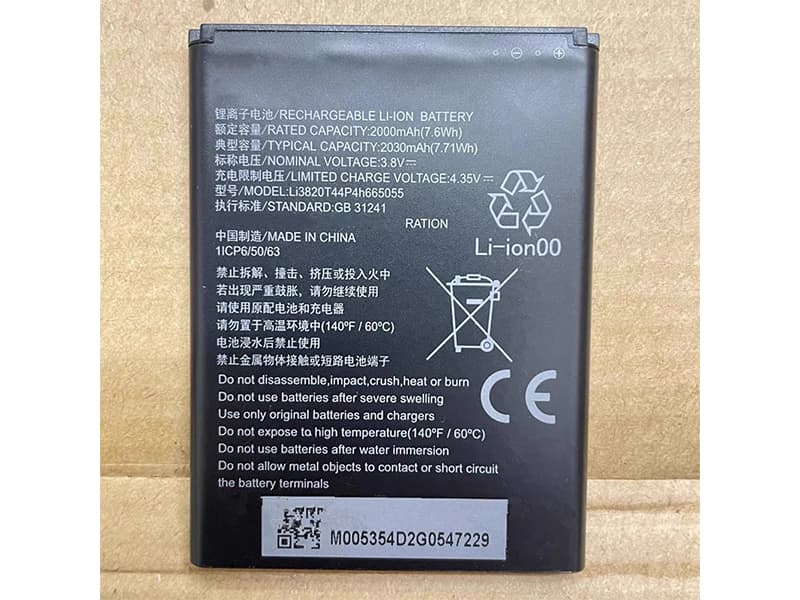 锂离子电池/RECHARGEABLE LI-ION BATTERY
额定容量/RATED CAPACITY:2000mAh(7.6Wh)
典型容量/TYPICAL CAPACITY:2030mAh(7.71Wh)
标称电压/NOMINAL VOLTAGE:3.8V⎓
充电限制电压/LIMITED CHARGE VOLTAGE:4.35V⎓
型号/MODEL:Li3820T44P4h665055
执行标准/STANDARD:GB 31241
RATION
Li-ion00
中国制造/MADE IN CHINA
1ICP6/50/63
禁止拆解、撞击、挤压或投入火中
若出现严重鼓胀，请勿继续使用
请使用原配电池和充电器
请勿置于高温环境中(140ºF / 60℃)
电池浸水后禁止使用
禁止金属物体接触或短路电池端子
Do not disassemble,impact,crush,heat or burn
Do not use batteries after severe swelling
Use only original batteries and chargers
Do not expose to high temperature(140°F / 60℃)
Do not use batteries after water immersion
Do not allow metal objects to contact or short circuit
the battery terminals
CE
M005354D2G0547229